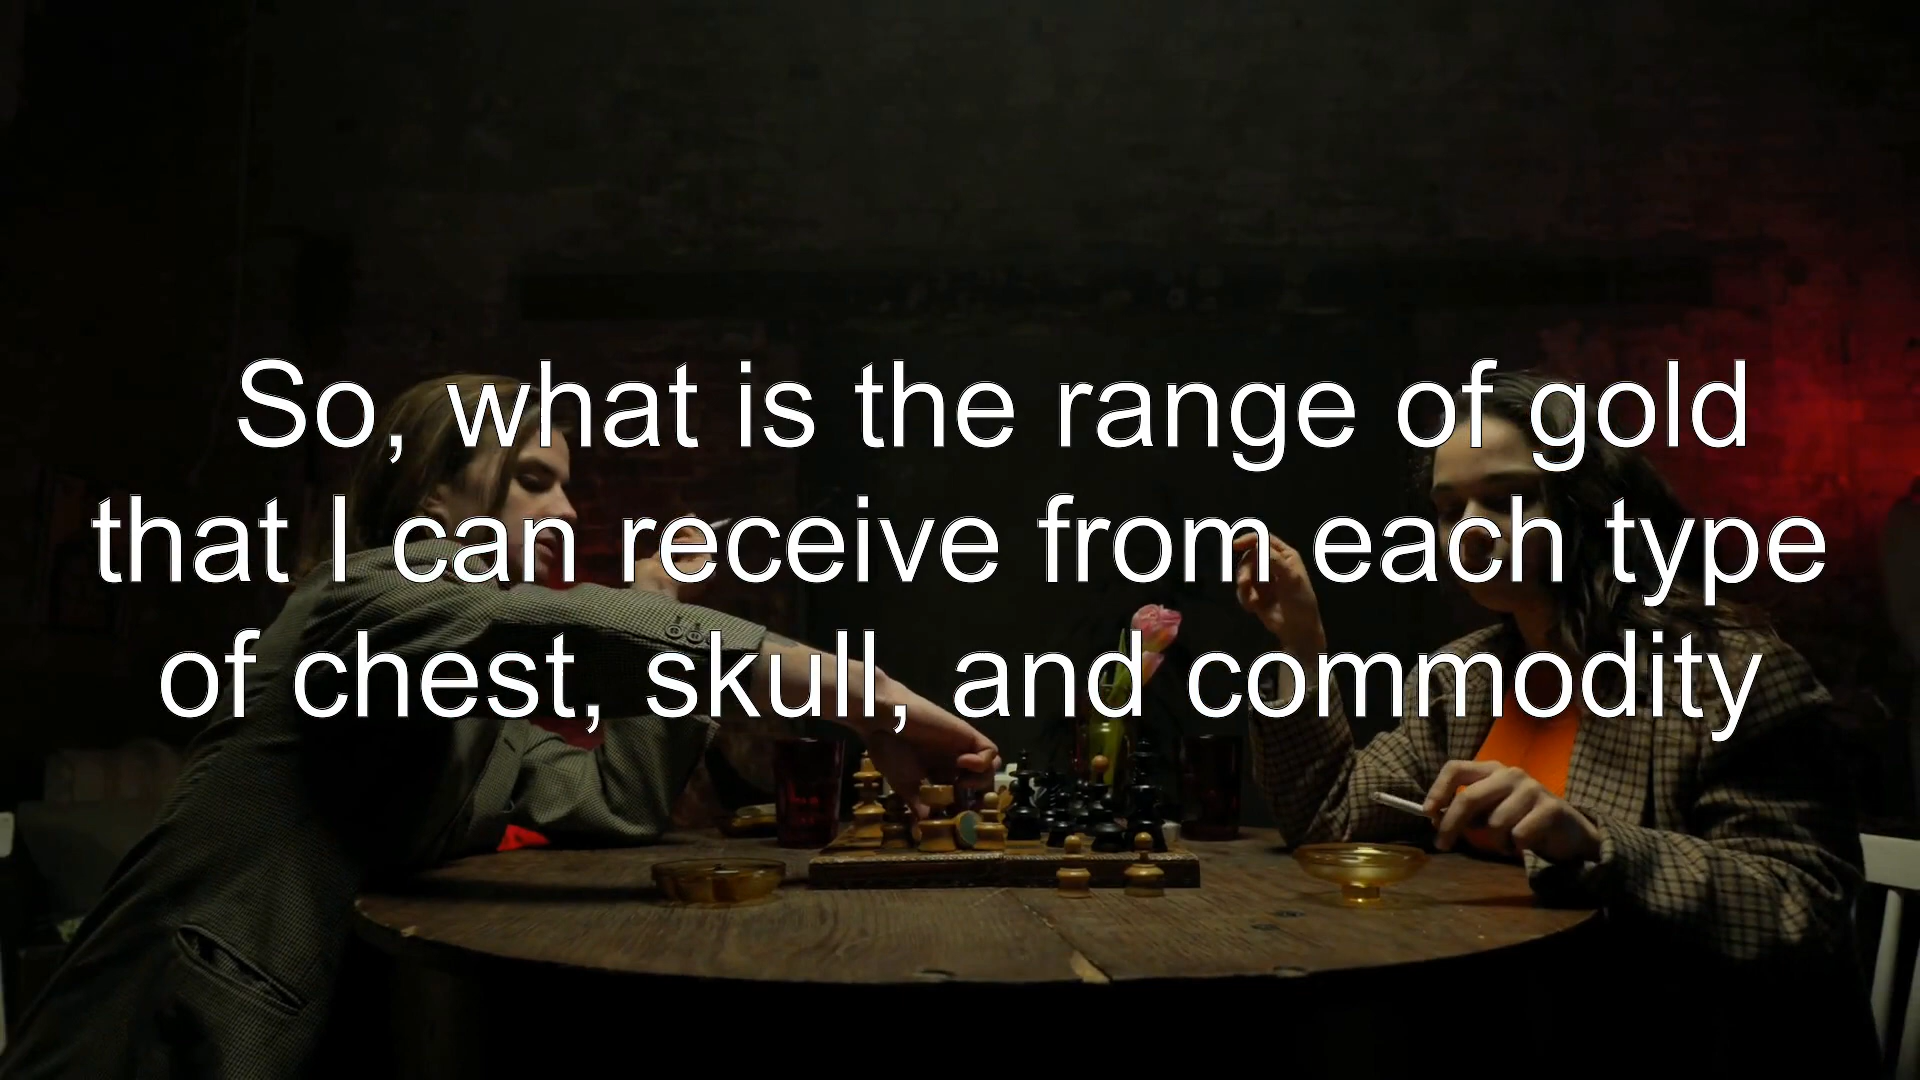 So, what is the range of gold
that I can receive from each type
of chest, skull, and commodity